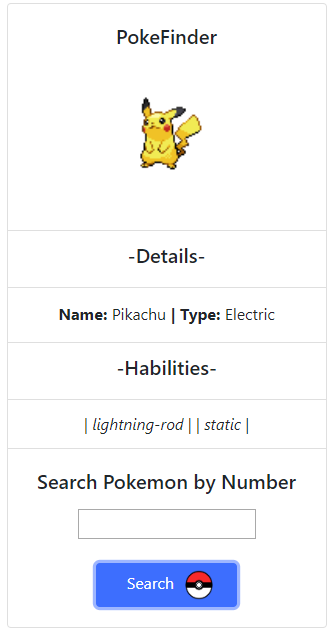 PokeFinder
-Details-
Name: Pikachu | Type: Electric
-Habilities-
| lightning-rod | | static |
Search Pokemon by Number
Search